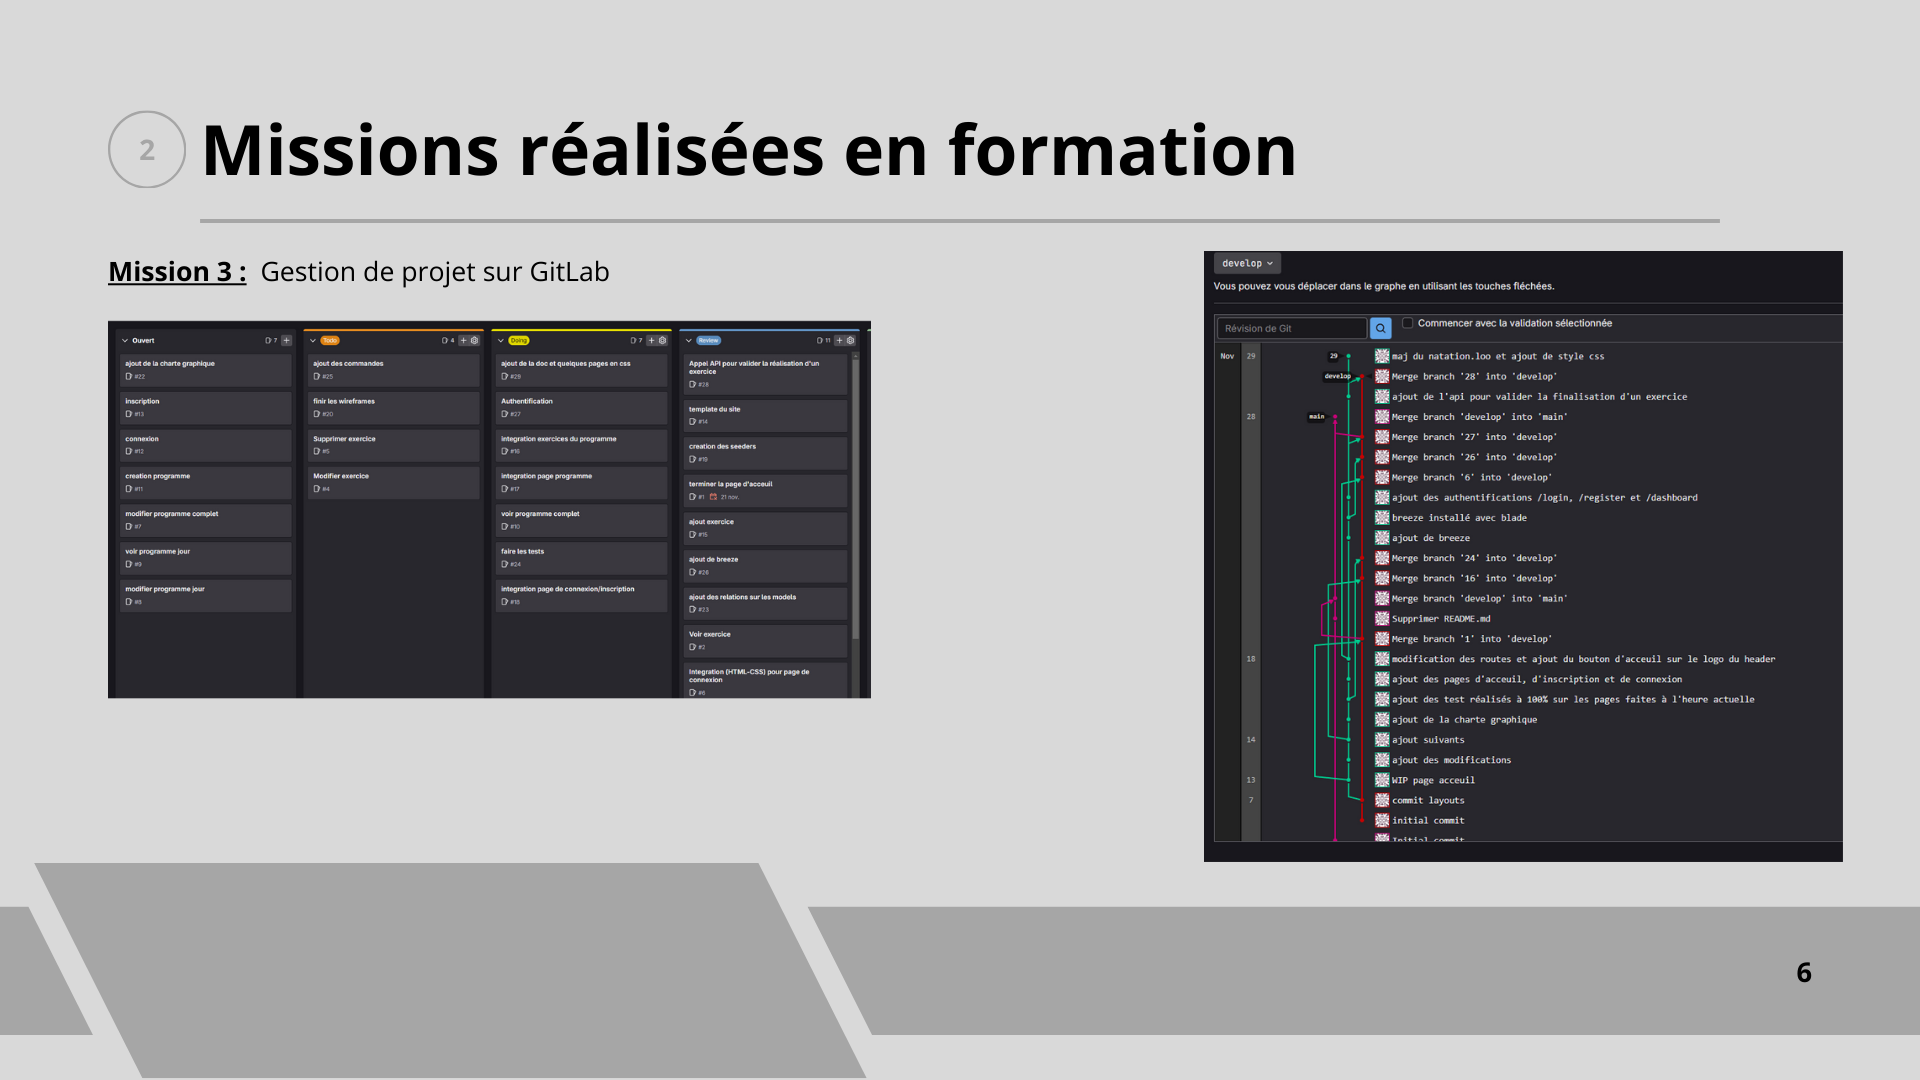 2
Missions réalisées en formation
Mission 3 : Gestion de projet sur GitLab
Ouvert 7
ajout de la charte graphique
#22
inscription
#13
connexion
#12
creation programme
#11
modifier programme complet
#7
voir programme jour
#9
modifier programme jour
#8
Todo 4
ajout des commandes
#25
finir les wireframes
#20
Supprimer exercice
#5
Modifier exercice
#4
Doing 7
ajout de la doc et quelques pages en css
#29
Authentification
#27
integration exercices du programme
#16
integration page programme
#17
voir programme complet
#10
faire les tests
#24
integration page de connexion/inscription
#18
Review 11
Appel API pour valider la réalisation d'un
exercice
#28
template du site
#14
creation des seeders
#19
terminer la page d'acceuil
#1 21 nov.
ajout exercice
#15
ajout de breeze
#26
ajout des relations sur les models
#23
Voir exercice
#2
Integration (HTML-CSS) pour page de
connexion
#6
develop
Vous pouvez vous déplacer dans le graphe en utilisant les touches fléchées.
Révision de Git
Commencer avec la validation sélectionnée
Nov 29 29 maj du natation.loo et ajout de style css
develop Merge branch '28' into 'develop'
ajout de l'api pour valider la finalisation d'un exercice
28 main Merge branch 'develop' into 'main'
Merge branch '27' into 'develop'
Merge branch '26' into 'develop'
Merge branch '6' into 'develop'
ajout des authentifications /login, /register et /dashboard
breeze installé avec blade
ajout de breeze
Merge branch '24' into 'develop'
Merge branch '16' into 'develop'
Merge branch 'develop' into 'main'
Supprimer README.md
Merge branch '1' into 'develop'
18 modification des routes et ajout du bouton d'acceuil sur le logo du header
ajout des pages d'acceuil, d'inscription et de connexion
ajout des test réalisés à 100% sur les pages faites à l'heure actuelle
ajout de la charte graphique
14 ajout suivants
ajout des modifications
13 WIP page acceuil
7 commit layouts
initial commit
Initial commit
6